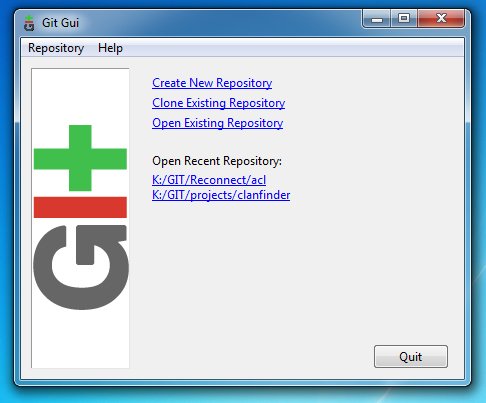 Git Gui
Repository Help
Create New Repository
Clone Existing Repository
Open Existing Repository
Open Recent Repository:
K:/GIT/Reconnect/acl
K:/GIT/projects/clanfinder
GIt
Quit